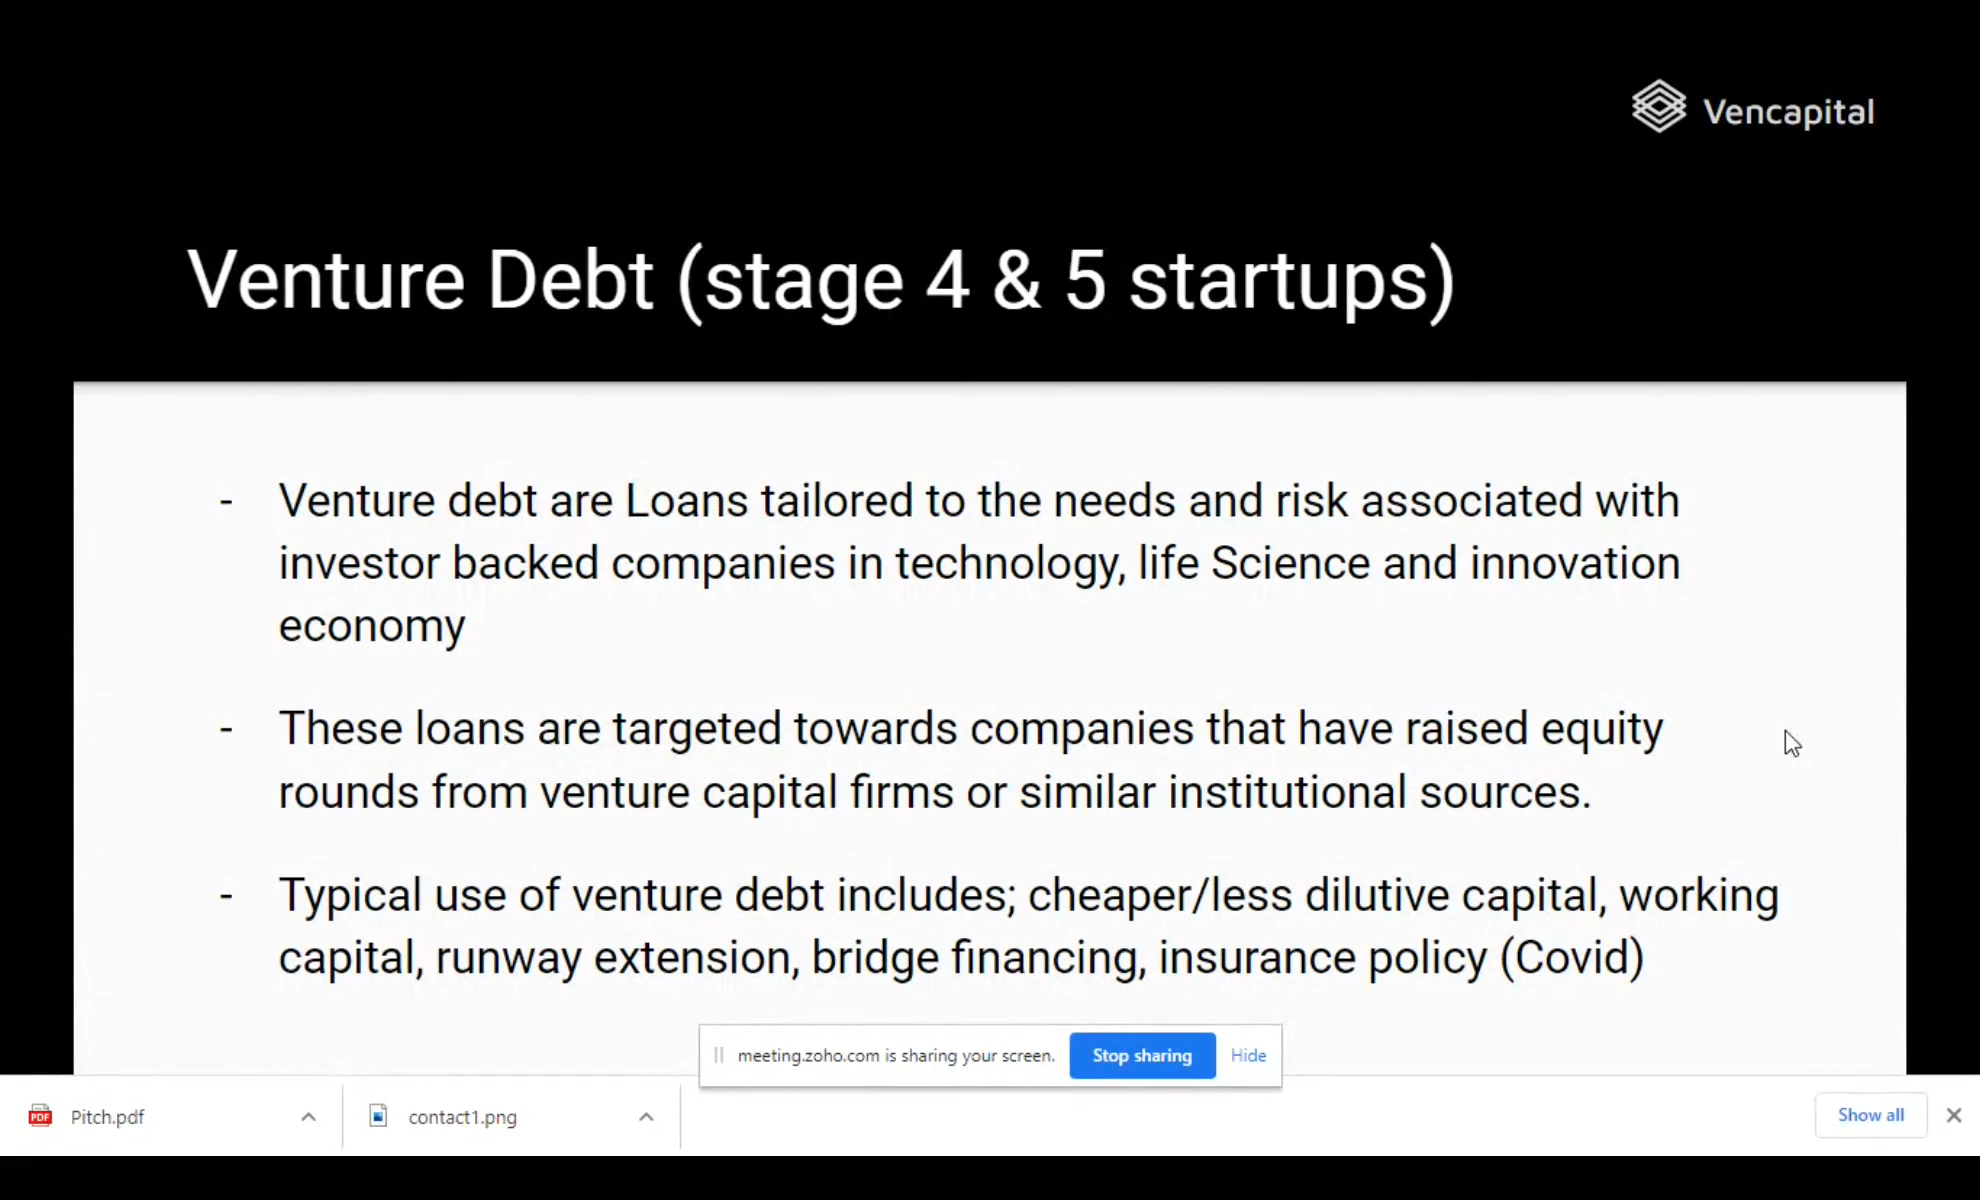 Vencapital
Venture Debt (stage 4 & 5 startups)
- Venture debt are Loans tailored to the needs and risk associated with
investor backed companies in technology, life Science and innovation
economy
- These loans are targeted towards companies that have raised equity
rounds from venture capital firms or similar institutional sources.
- Typical use of venture debt includes; cheaper/less dilutive capital, working
capital, runway extension, bridge financing, insurance policy (Covid)
meeting.zoho.com is sharing your screen. Stop sharing Hide
PDF Pitch.pdf contact1.png Show all